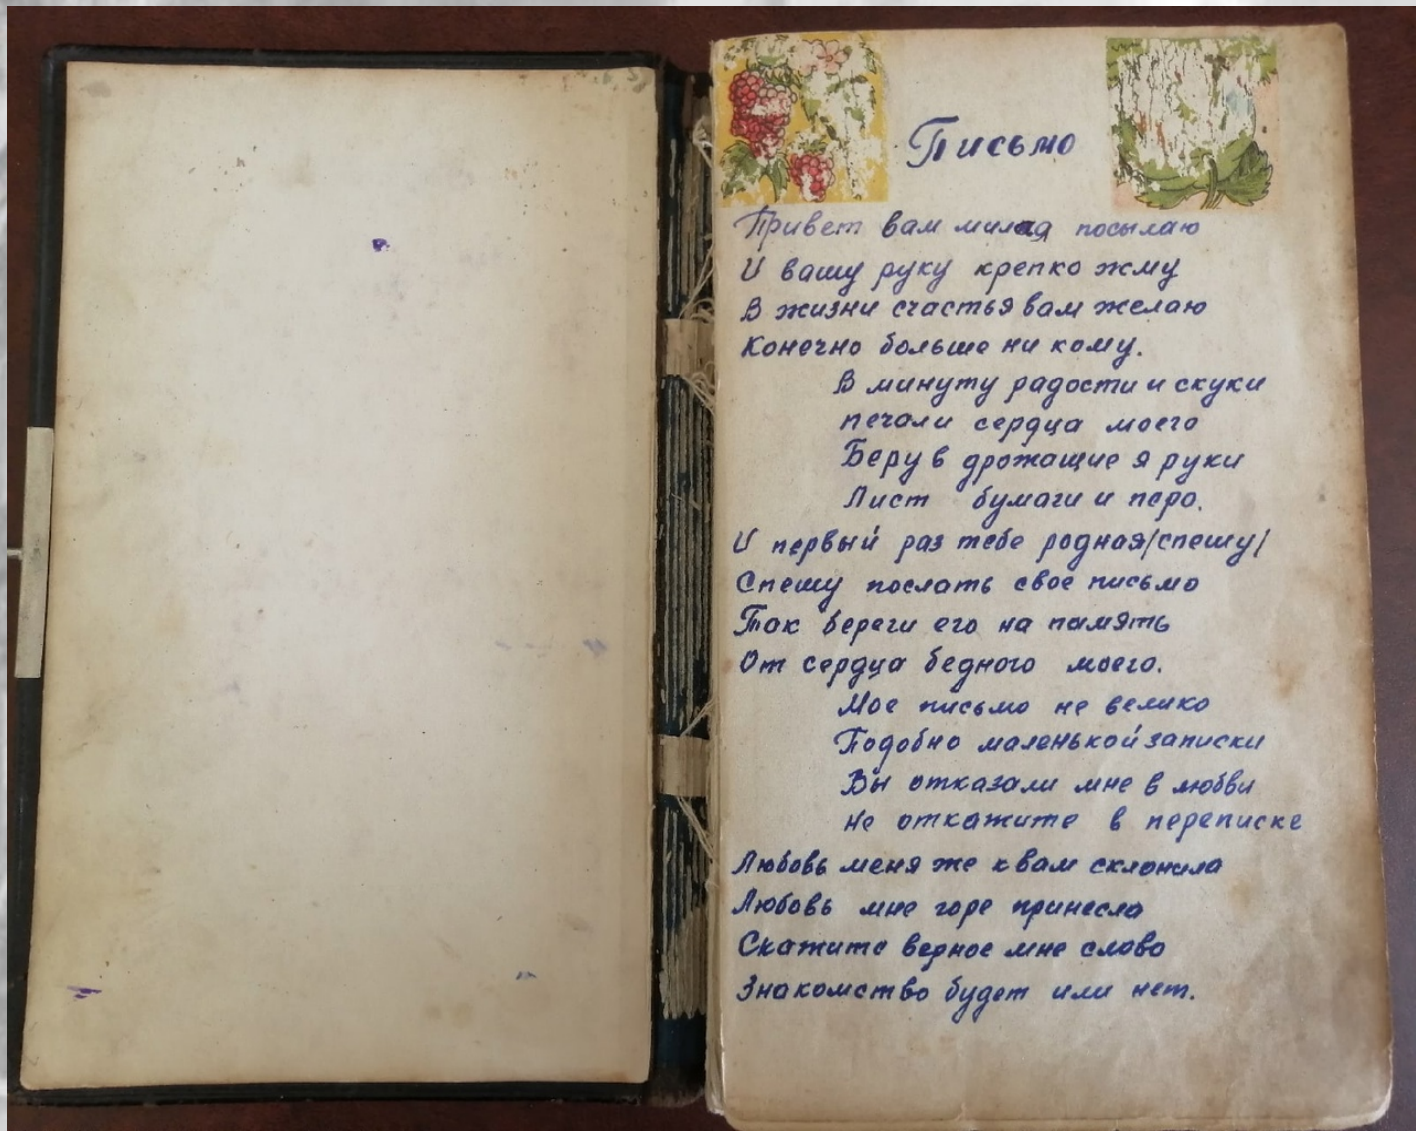 Письмо
Привет вам милая посылаю
И вашу руку крепко жму
В жизни счастья вам желаю
Конечно больше ни кому.
В минуту радости и скуки
печали сердца моего
Беру в дрожащие я руки
Лист бумаги и перо.
И первый раз тебе родная/спешу/
Спешу послать свое письмо
Так береги его на память
От сердца бедного моего.
Мое письмо не велико
Подобно маленькой записки
Вы отказали мне в любви
Не откажите в переписке
Любовь меня же к вам склонила
Любовь мне горе принесла
Скажите верное мне слово
Знакомство будет или нет.